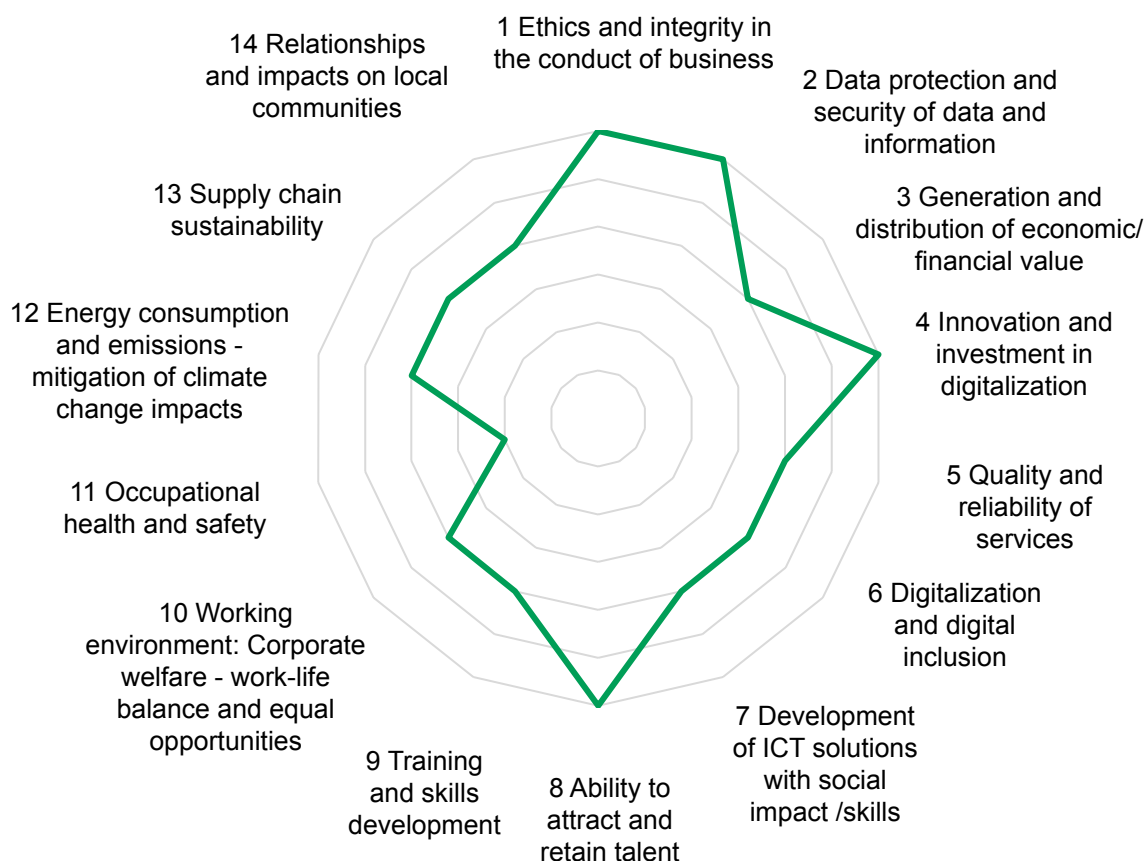 1 Ethics and integrity in
the conduct of business
2 Data protection and
security of data and
information
3 Generation and
distribution of economic/
financial value
4 Innovation and
investment in
digitalization
5 Quality and
reliability of
services
6 Digitalization
and digital
inclusion
7 Development
of ICT solutions
with social
impact /skills
8 Ability to
attract and
retain talent
9 Training
and skills
development
10 Working
environment: Corporate
welfare - work-life
balance and equal
opportunities
11 Occupational
health and safety
12 Energy consumption
and emissions -
mitigation of climate
change impacts
13 Supply chain
sustainability
14 Relationships
and impacts on local
communities